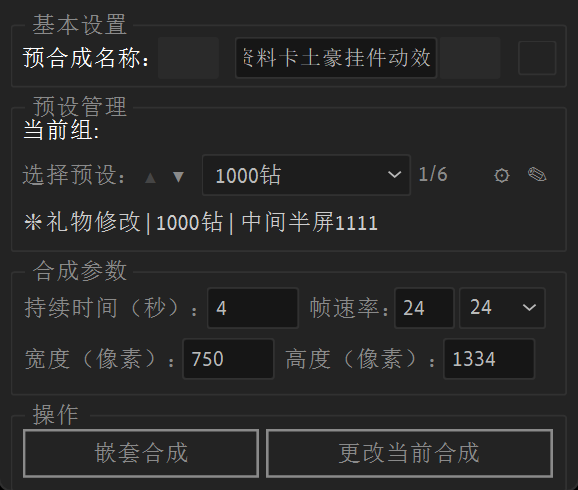 基本设置
预合成名称: 资料卡土豪挂件动效
预设管理
当前组:
选择预设: ▲ ▼ 1000钻 1/6
※礼物修改|1000钻|中间半屏1111
合成参数
持续时间（秒）: 4 帧速率: 24 24
宽度（像素）: 750 高度（像素）: 1334
操作
嵌套合成 更改当前合成